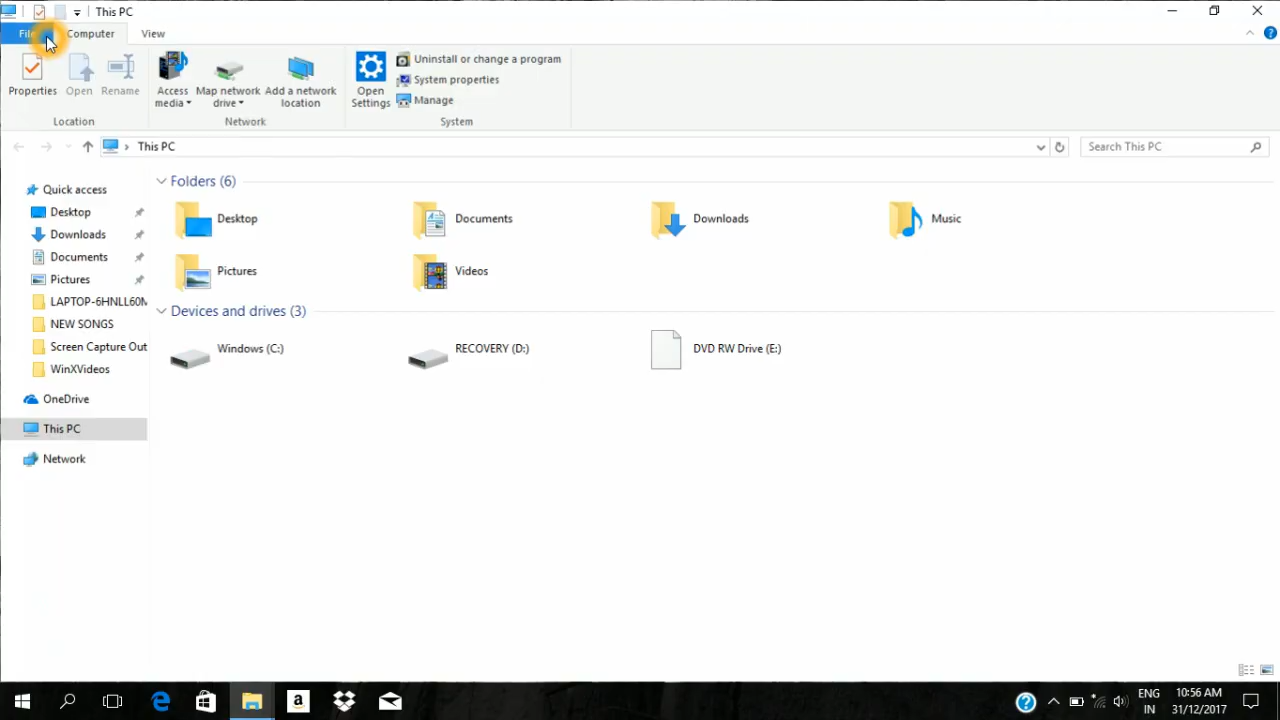 This PC
File
Computer
View
Properties
Open
Rename
Access media
Map network drive
Add a network location
Open Settings
Uninstall or change a program
System properties
Manage
Location
Network
System
This PC
Search This PC
Quick access
Desktop
Downloads
Documents
Pictures
LAPTOP-6HNLL60M
NEW SONGS
Screen Capture Out
WinXVideos
OneDrive
This PC
Network
Folders (6)
Desktop
Documents
Downloads
Music
Pictures
Videos
Devices and drives (3)
Windows (C:)
RECOVERY (D:)
DVD RW Drive (E:)
ENG
IN
10:56 AM
31/12/2017